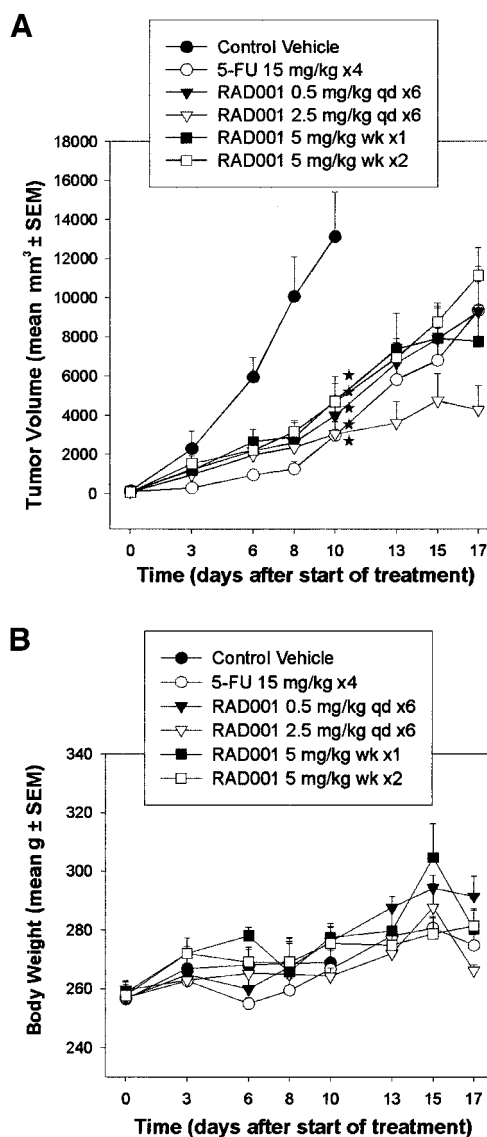 A
Control Vehicle
5-FU 15 mg/kg x4
RAD001 0.5 mg/kg qd x6
RAD001 2.5 mg/kg qd x6
RAD001 5 mg/kg wk x1
RAD001 5 mg/kg wk x2
Tumor Volume (mean mm³ ± SEM)
18000
16000
14000
12000
10000
8000
6000
4000
2000
0
0 3 6 8 10 13 15 17
Time (days after start of treatment)
B
Control Vehicle
5-FU 15 mg/kg x4
RAD001 0.5 mg/kg qd x6
RAD001 2.5 mg/kg qd x6
RAD001 5 mg/kg wk x1
RAD001 5 mg/kg wk x2
Body Weight (mean g ± SEM)
340
320
300
280
260
240
0 3 6 8 10 13 15 17
Time (days after start of treatment)